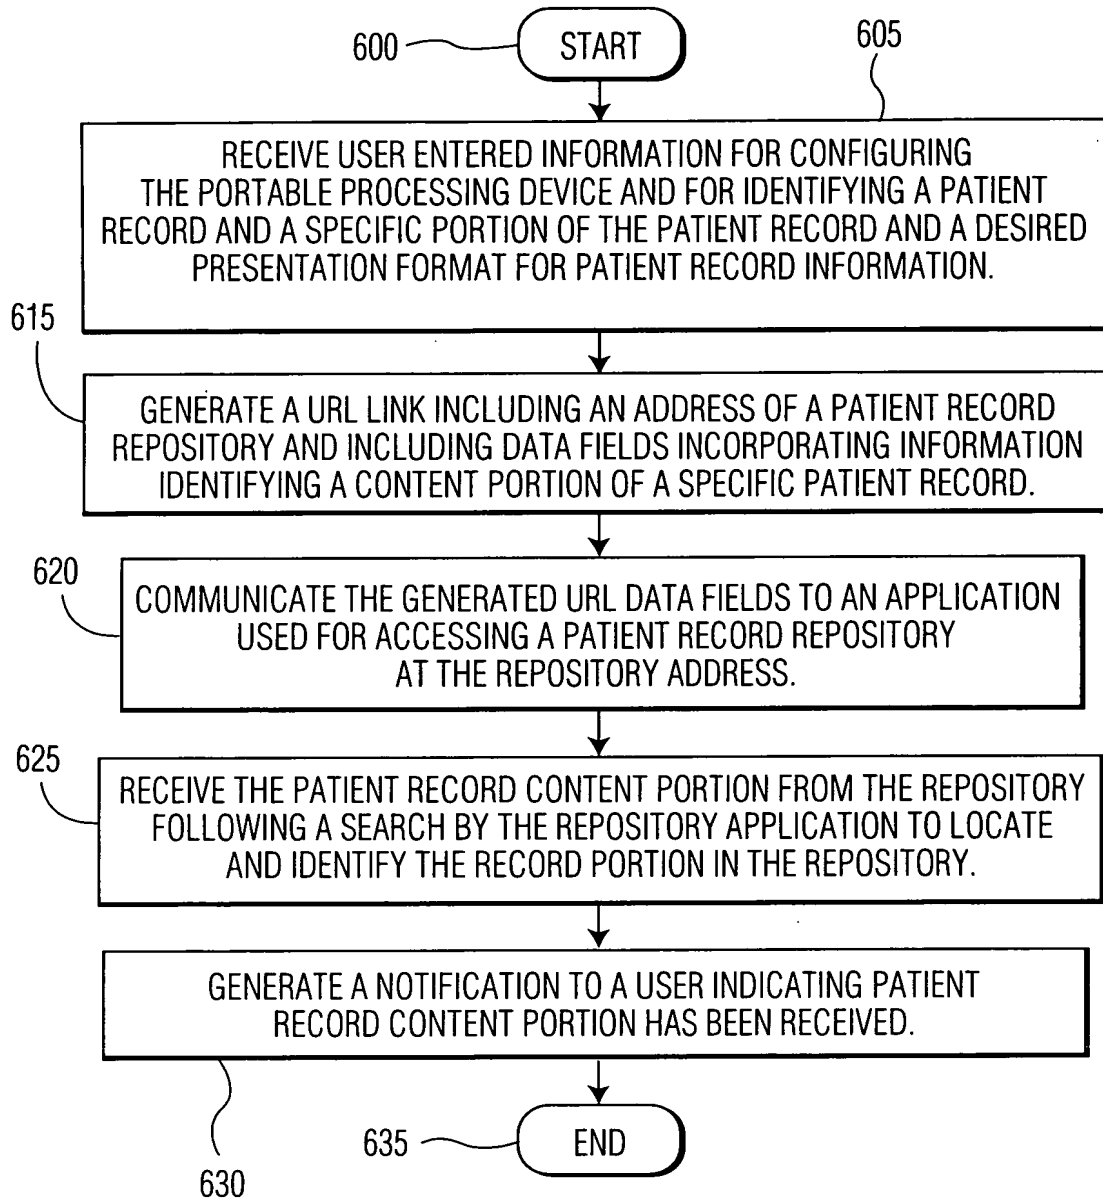 600
START
605
RECEIVE USER ENTERED INFORMATION FOR CONFIGURING
THE PORTABLE PROCESSING DEVICE AND FOR IDENTIFYING A PATIENT
RECORD AND A SPECIFIC PORTION OF THE PATIENT RECORD AND A DESIRED
PRESENTATION FORMAT FOR PATIENT RECORD INFORMATION.
615
GENERATE A URL LINK INCLUDING AN ADDRESS OF A PATIENT RECORD
REPOSITORY AND INCLUDING DATA FIELDS INCORPORATING INFORMATION
IDENTIFYING A CONTENT PORTION OF A SPECIFIC PATIENT RECORD.
620
COMMUNICATE THE GENERATED URL DATA FIELDS TO AN APPLICATION
USED FOR ACCESSING A PATIENT RECORD REPOSITORY
AT THE REPOSITORY ADDRESS.
625
RECEIVE THE PATIENT RECORD CONTENT PORTION FROM THE REPOSITORY
FOLLOWING A SEARCH BY THE REPOSITORY APPLICATION TO LOCATE
AND IDENTIFY THE RECORD PORTION IN THE REPOSITORY.
GENERATE A NOTIFICATION TO A USER INDICATING PATIENT
RECORD CONTENT PORTION HAS BEEN RECEIVED.
630
635
END